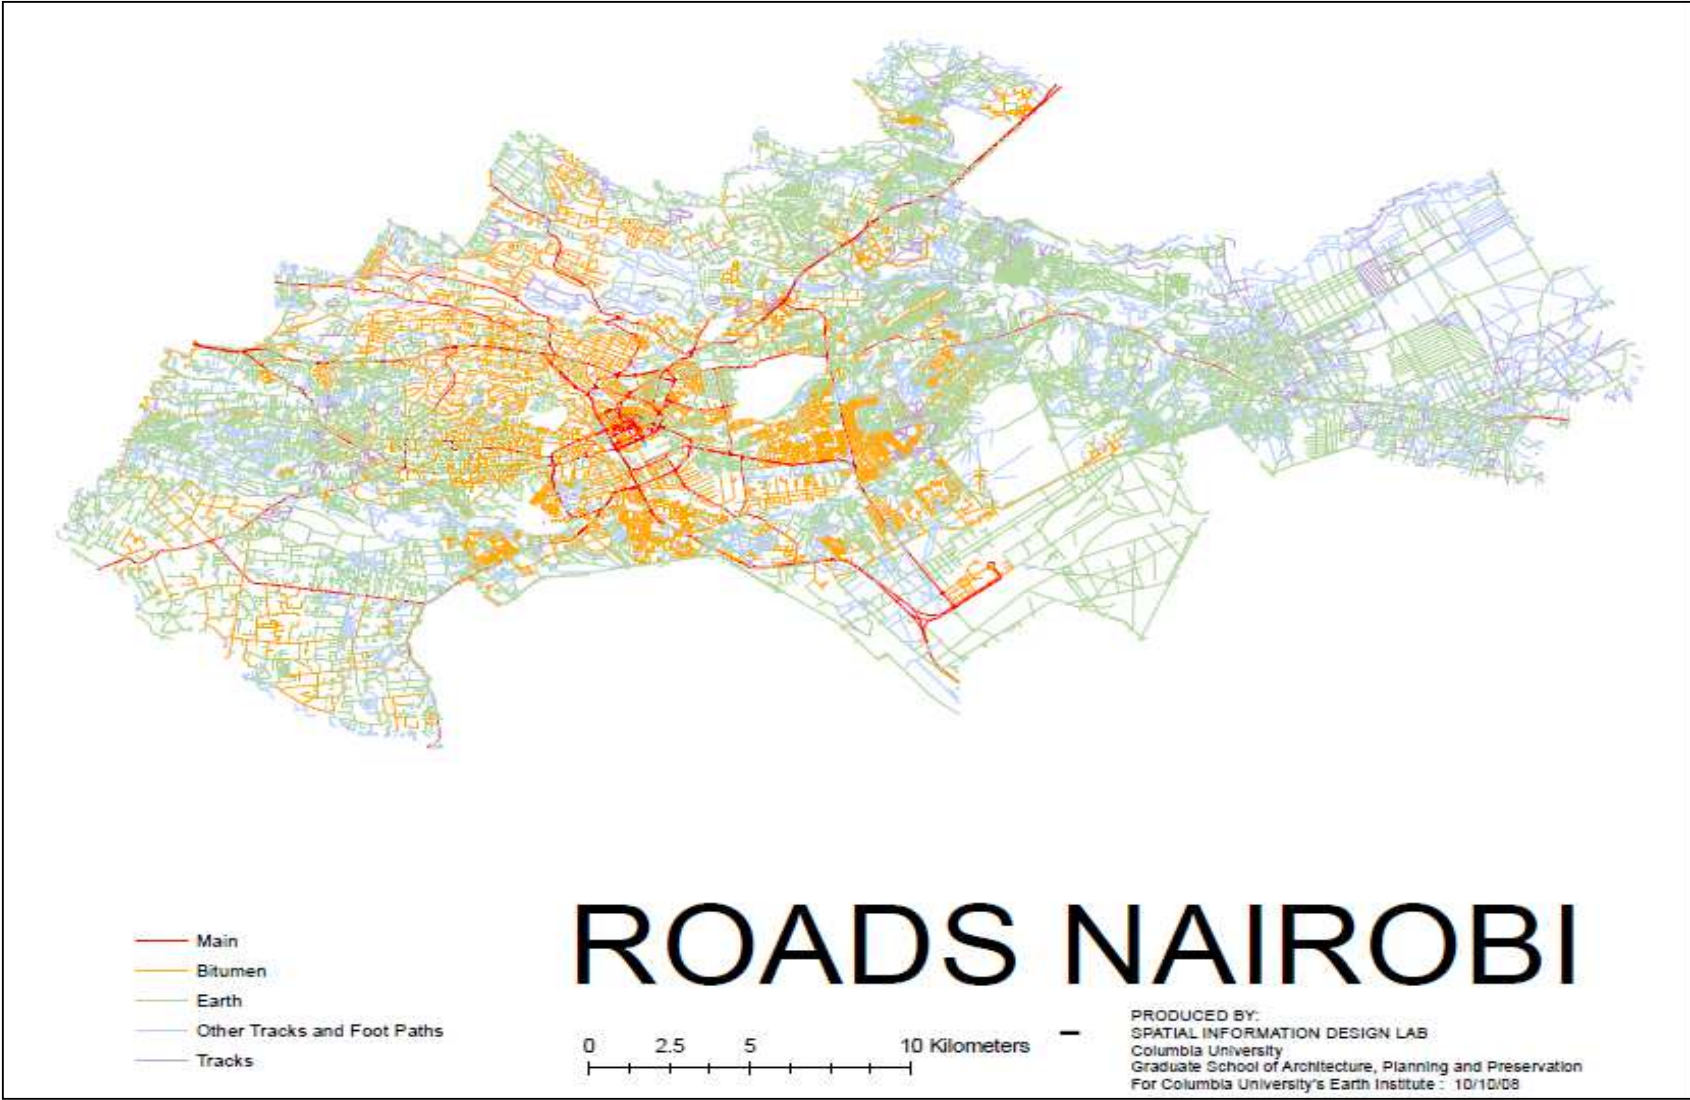 ROADS NAIROBI
Main
Bitumen
Earth
Other Tracks and Foot Paths
Tracks
0 2.5 5 10 Kilometers
PRODUCED BY:
SPATIAL INFORMATION DESIGN LAB
Columbia University
Graduate School of Architecture, Planning and Preservation
For Columbia University's Earth Institute : 10/10/08